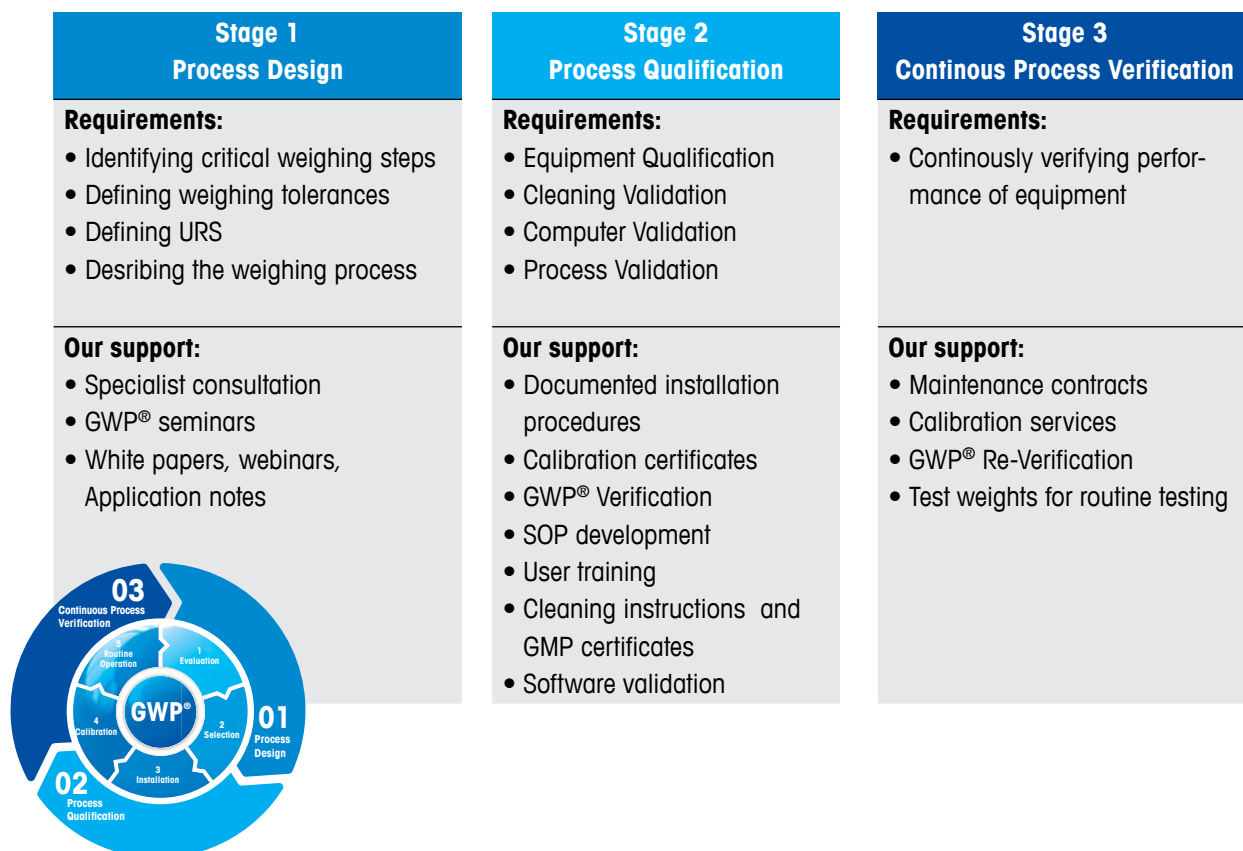 Stage 1
Process Design
Requirements:
• Identifying critical weighing steps
• Defining weighing tolerances
• Defining URS
• Desribing the weighing process
Our support:
• Specialist consultation
• GWP® seminars
• White papers, webinars,
Application notes
Stage 2
Process Qualification
Requirements:
• Equipment Qualification
• Cleaning Validation
• Computer Validation
• Process Validation
Our support:
• Documented installation
procedures
• Calibration certificates
• GWP® Verification
• SOP development
• User training
• Cleaning instructions and
GMP certificates
• Software validation
Stage 3
Continous Process Verification
Requirements:
• Continously verifying perfor-
mance of equipment
Our support:
• Maintenance contracts
• Calibration services
• GWP® Re-Verification
• Test weights for routine testing
03
Continuous Process
Verification
5
Routine
Operation
1
Evaluation
GWP®
4
Calibration
2
Selection
3
Installation
01
Process
Design
02
Process
Qualification